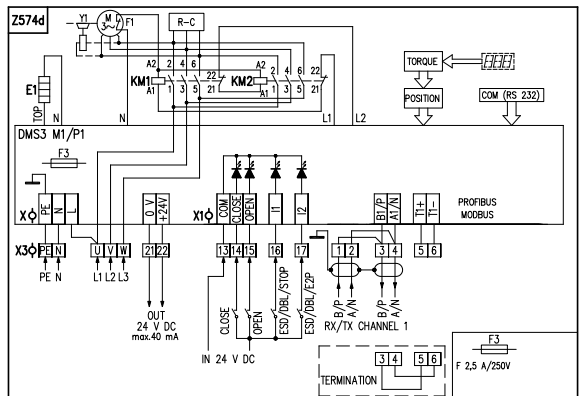 Z574d
Y1
M
3~
F1
R-C
TORQUE
POSITION
COM (RS 232)
A2
2 4 6
22
KM1
A1
1 3 5
21
KM2
A2
2 4 6
22
A1
1 3 5
21
E1
TOP
N
N
L1
L2
DMS3 M1/P1
F3
X
PE
N
L
0 V
+24V
X1
COM
CLOSE
OPEN
I1
I2
B1/P
A1/N
T1+
T1-
PROFIBUS
MODBUS
X3
PE N
U V W
21 22
13 14 15
16
17
1 2
3 4
5 6
PE N
L1 L2 L3
OUT
24 V DC
max.40 mA
CLOSE
OPEN
ESD/DBL/STOP
ESD/DBL/E2P
IN 24 V DC
B/P
A/N
B/P
A/N
RX/TX CHANNEL 1
TERMINATION
3 4
5 6
F3
F 2,5 A/250V